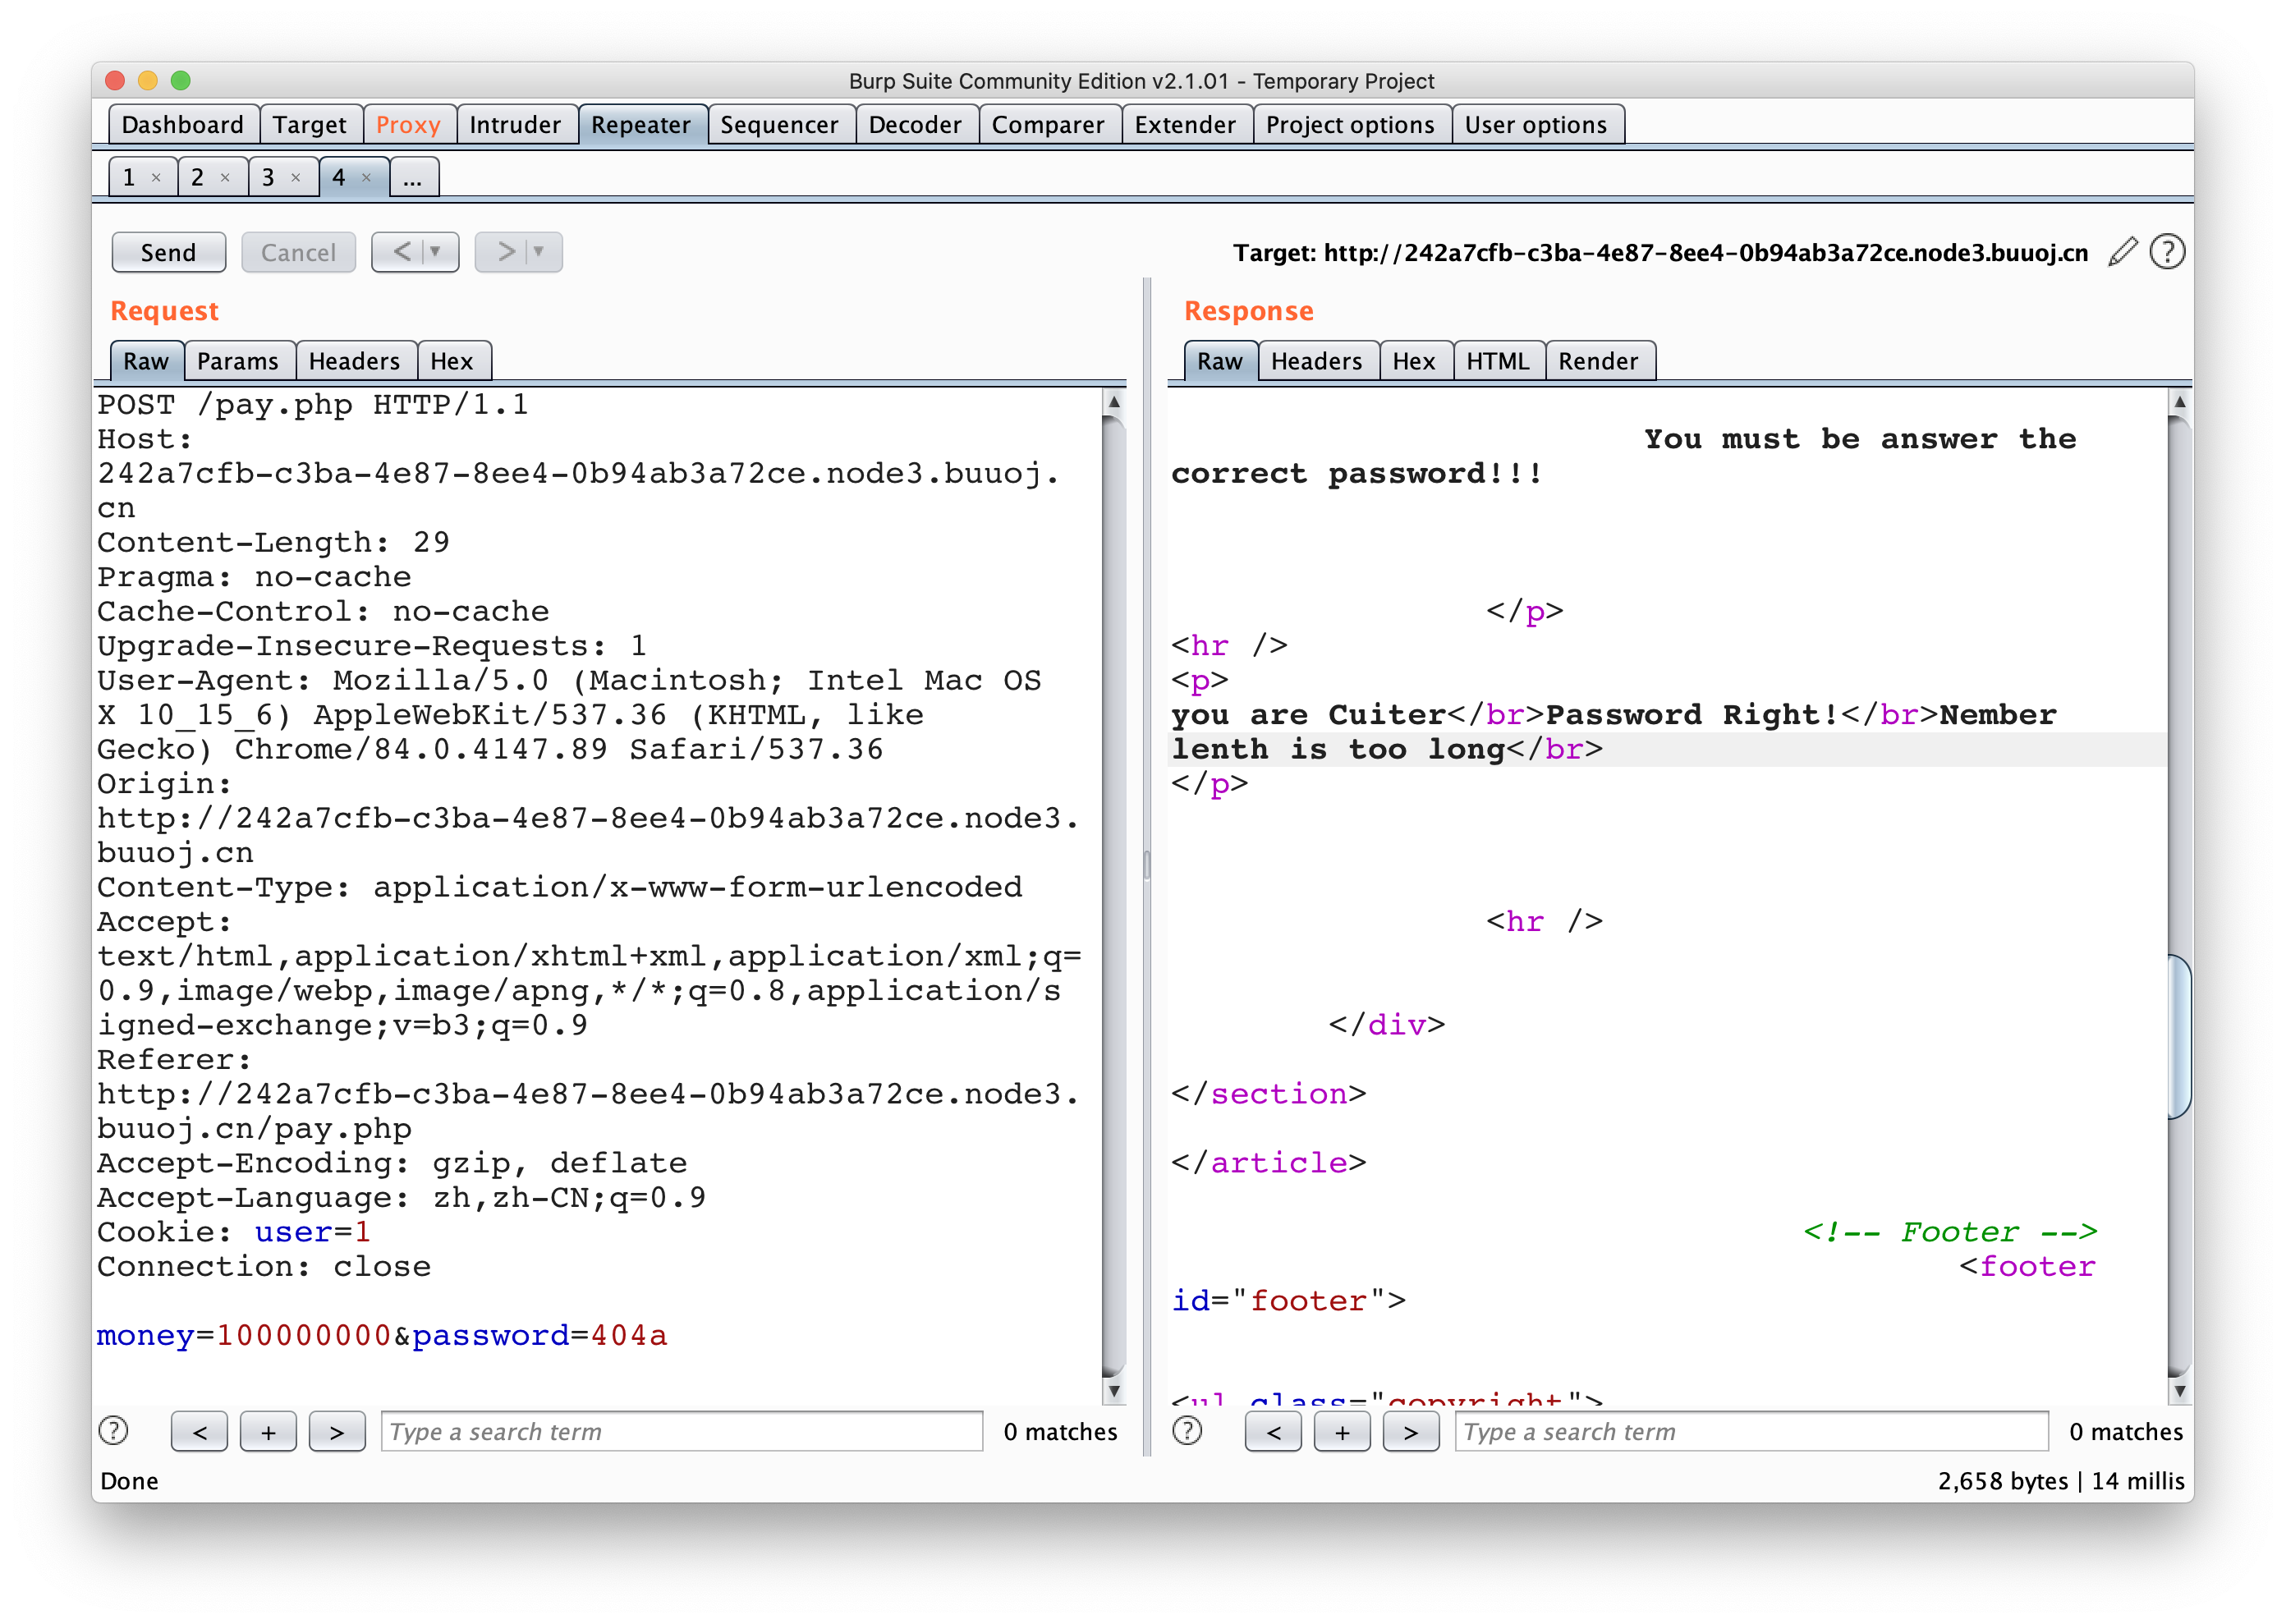 Burp Suite Community Edition v2.1.01 - Temporary Project
Dashboard Target Proxy Intruder Repeater Sequencer Decoder Comparer Extender Project options User options
1 × 2 × 3 × 4 × ...
Send Cancel < > Target: http://242a7cfb-c3ba-4e87-8ee4-0b94ab3a72ce.node3.buuoj.cn ?
Request
Raw Params Headers Hex
POST /pay.php HTTP/1.1
Host:
242a7cfb-c3ba-4e87-8ee4-0b94ab3a72ce.node3.buuoj.
cn
Content-Length: 29
Pragma: no-cache
Cache-Control: no-cache
Upgrade-Insecure-Requests: 1
User-Agent: Mozilla/5.0 (Macintosh; Intel Mac OS
X 10_15_6) AppleWebKit/537.36 (KHTML, like
Gecko) Chrome/84.0.4147.89 Safari/537.36
Origin:
http://242a7cfb-c3ba-4e87-8ee4-0b94ab3a72ce.node3.
buuoj.cn
Content-Type: application/x-www-form-urlencoded
Accept:
text/html,application/xhtml+xml,application/xml;q=
0.9,image/webp,image/apng,*/*;q=0.8,application/s
igned-exchange;v=b3;q=0.9
Referer:
http://242a7cfb-c3ba-4e87-8ee4-0b94ab3a72ce.node3.
buuoj.cn/pay.php
Accept-Encoding: gzip, deflate
Accept-Language: zh,zh-CN;q=0.9
Cookie: user=1
Connection: close
money=100000000&password=404a
? < + > Type a search term 0 matches
Response
Raw Headers Hex HTML Render
You must be answer the
correct password!!!
</p>
<hr />
<p>
you are Cuiter</br>Password Right!</br>Nember
lenth is too long</br>
</p>
<hr />
</div>
</section>
</article>
<!-- Footer -->
<footer
id="footer">
<ul class="copyright">
? < + > Type a search term 0 matches
Done
2,658 bytes | 14 millis